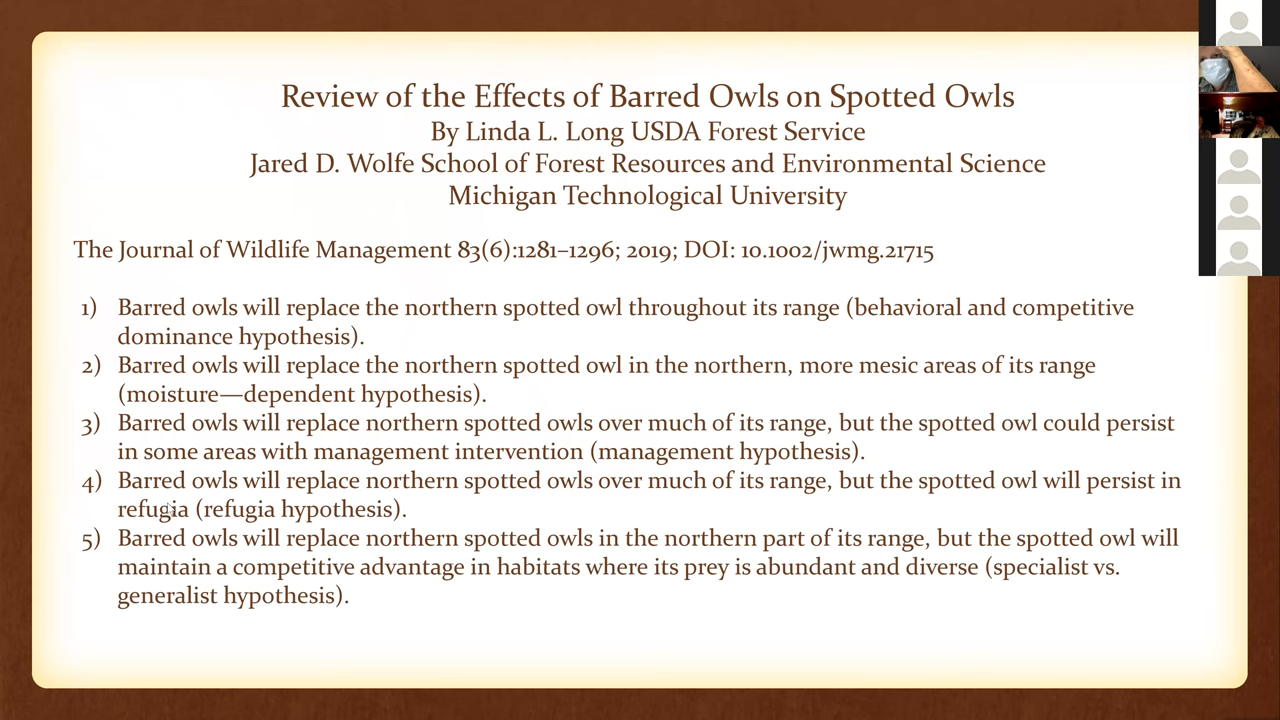 Review of the Effects of Barred Owls on Spotted Owls
By Linda L. Long USDA Forest Service
Jared D. Wolfe School of Forest Resources and Environmental Science
Michigan Technological University
The Journal of Wildlife Management 83(6):1281–1296; 2019; DOI: 10.1002/jwmg.21715
1) Barred owls will replace the northern spotted owl throughout its range (behavioral and competitive
dominance hypothesis).
2) Barred owls will replace the northern spotted owl in the northern, more mesic areas of its range
(moisture—dependent hypothesis).
3) Barred owls will replace northern spotted owls over much of its range, but the spotted owl could persist
in some areas with management intervention (management hypothesis).
4) Barred owls will replace northern spotted owls over much of its range, but the spotted owl will persist in
refugia (refugia hypothesis).
5) Barred owls will replace northern spotted owls in the northern part of its range, but the spotted owl will
maintain a competitive advantage in habitats where its prey is abundant and diverse (specialist vs.
generalist hypothesis).